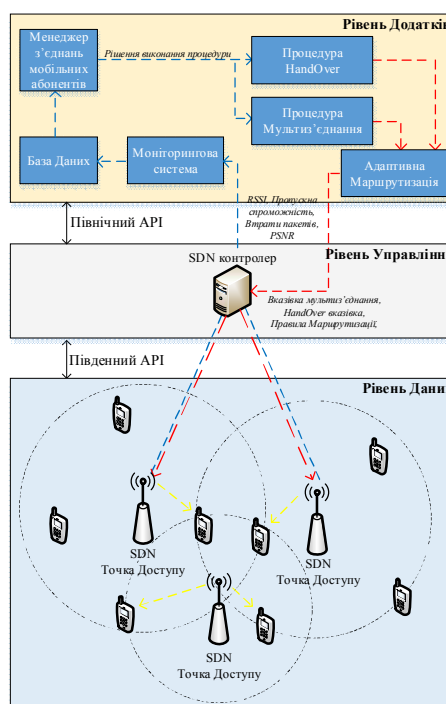 Рівень Додатків
Менеджер
з’єднань
мобільних
абонентів
Рішення виконання процедури
Процедура
HandOver
Процедура
Мультиз’єднання
База Даних
Моніторингова
система
Адаптивна
Маршрутизація
RSSI, Пропускна
спроможність,
Втрати пакетів,
PSNR
Північний API
SDN контролер
Рівень Управлінн
Вказівка мультиз’єднання,
HandOver вказівка,
Правила Маршрутизації,
Південний API
Рівень Даних
SDN
Точка Доступу
SDN
Точка Доступу
SDN
Точка Доступу